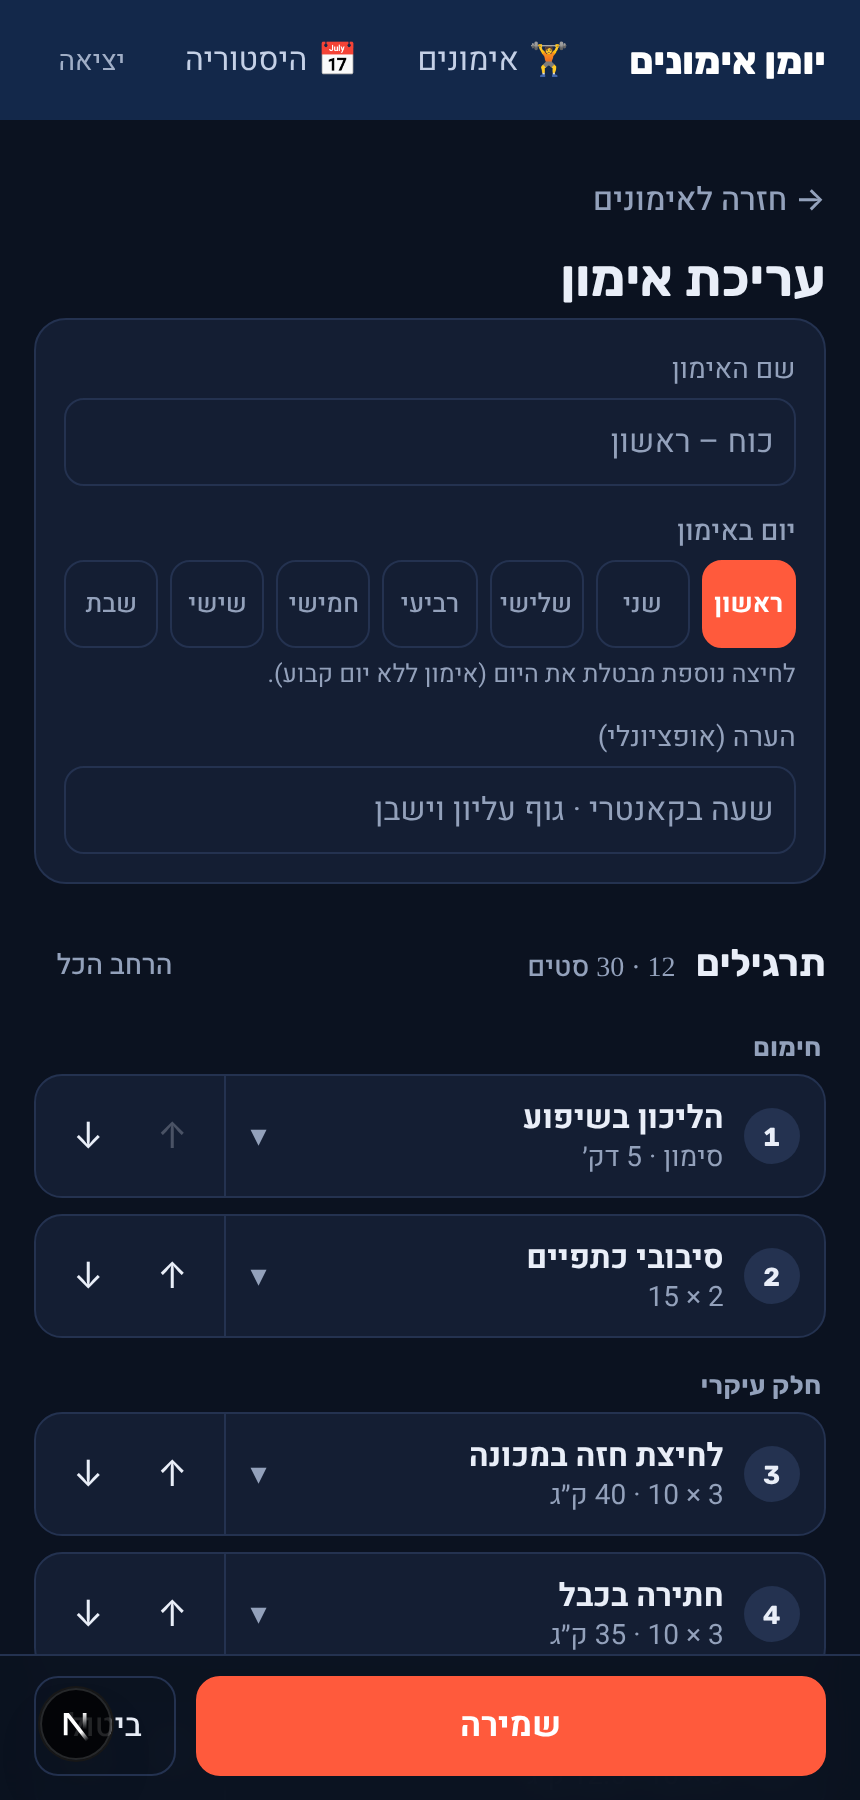 יומן אימונים 🏋️ אימונים 📅 היסטוריה יציאה
→ חזרה לאימונים
עריכת אימון
שם האימון
כוח – ראשון
יום באימון
ראשון שני שלישי רביעי חמישי שישי שבת
לחיצה נוספת מבטלת את היום (אימון ללא יום קבוע).
הערה (אופציונלי)
שעה בקאנטרי · גוף עליון וישבן
תרגילים 12 · 30 סטים הרחב הכל
חימום
1 הליכון בשיפוע ▼ ↑ ↓
סימון · 5 דק׳
2 סיבובי כתפיים ▼ ↑ ↓
2 × 15
חלק עיקרי
3 לחיצת חזה במכונה ▼ ↑ ↓
3 × 10 · 40 ק״ג
4 חתירה בכבל ▼ ↑ ↓
3 × 10 · 35 ק״ג
שמירה ביטול
N